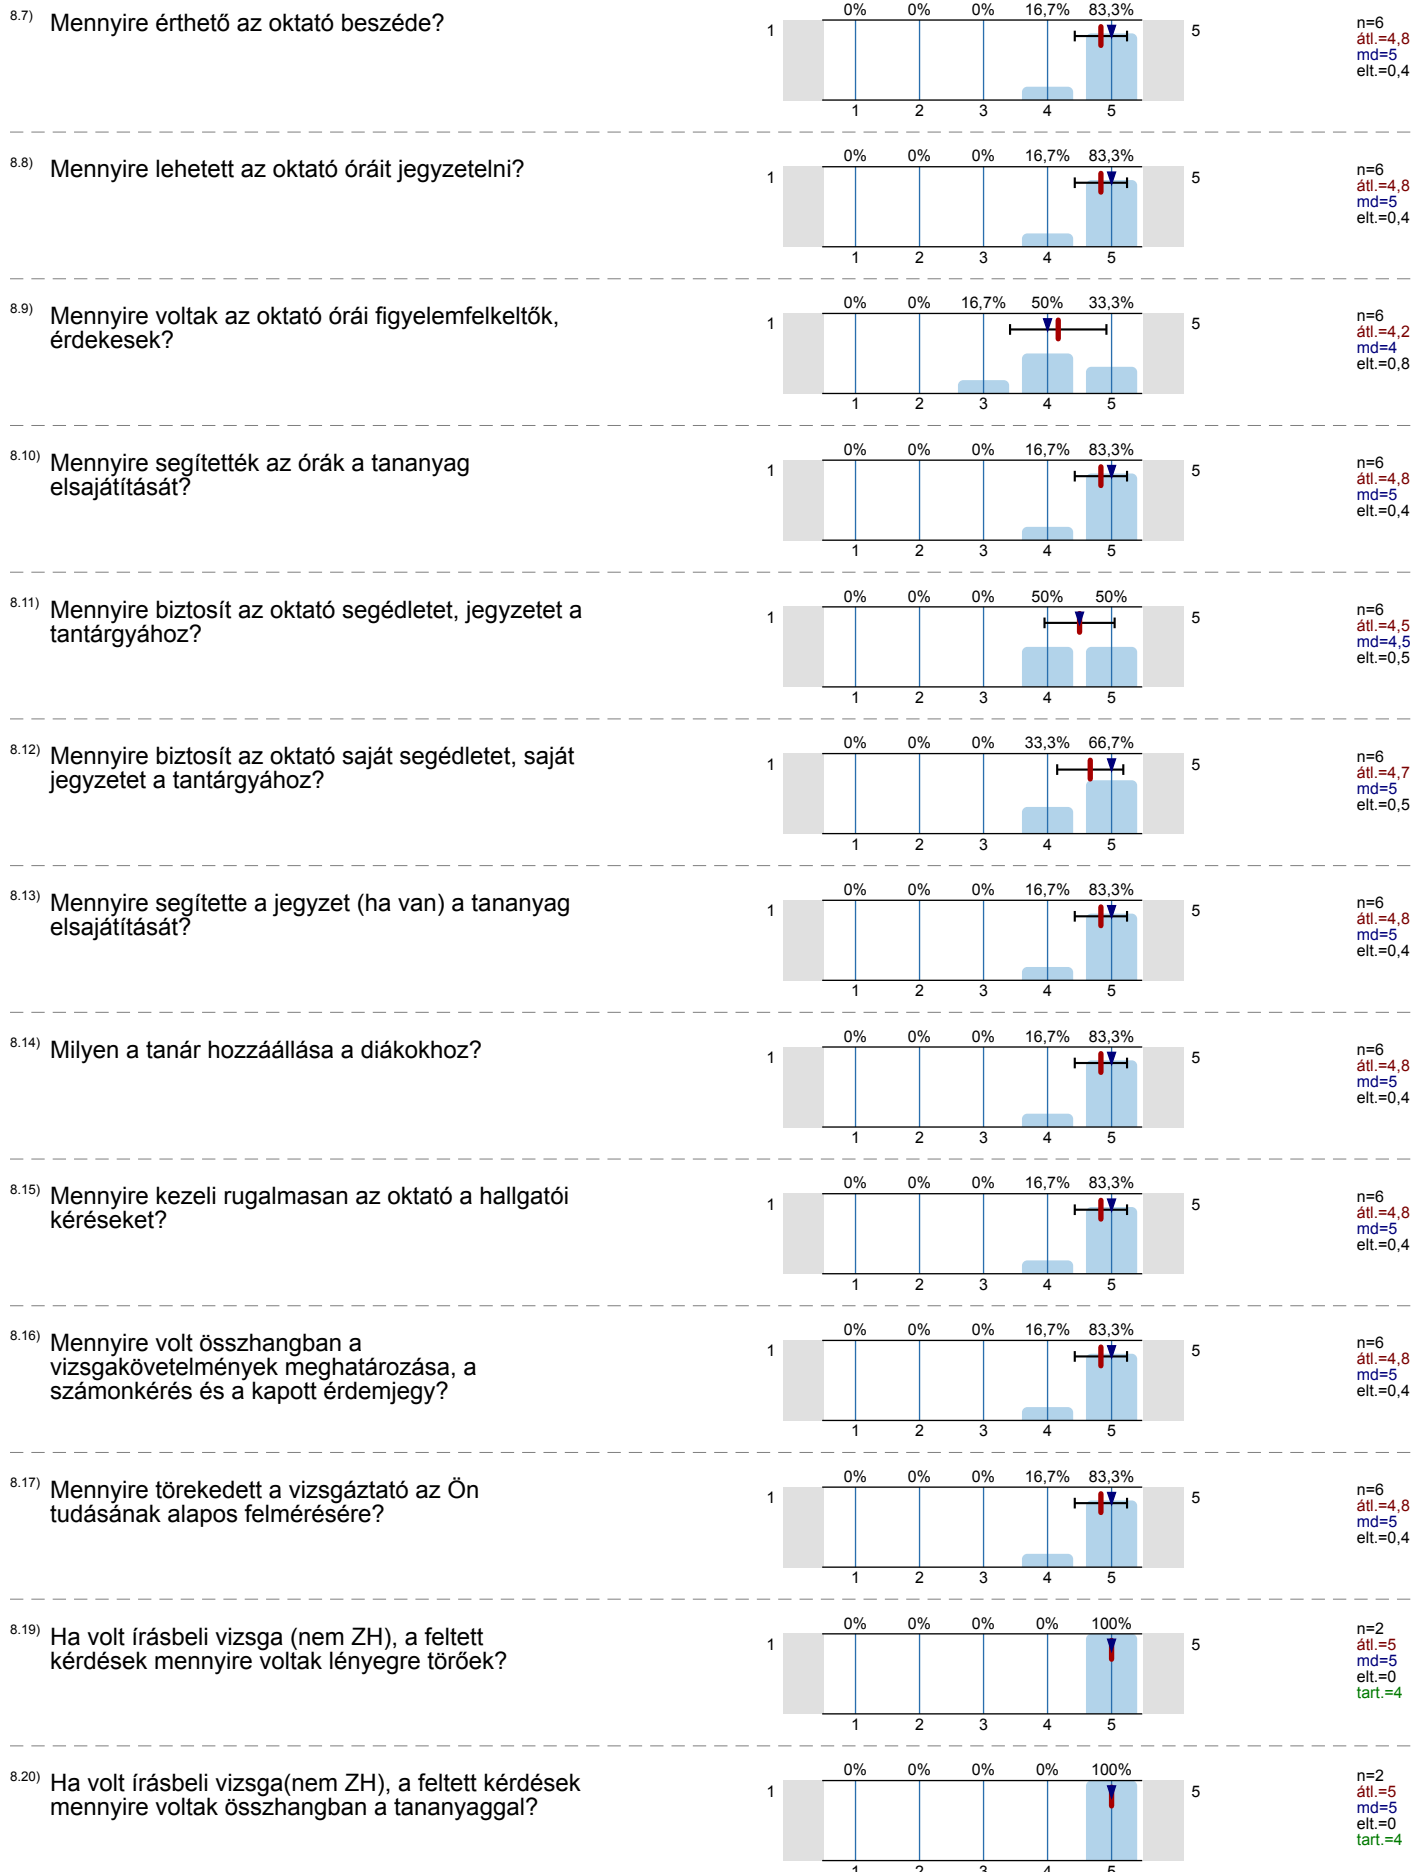 8.7) Mennyire érthető az oktató beszéde?
0% 0% 0% 16,7% 83,3%
1 5
1 2 3 4 5
n=6
átl.=4,8
md=5
elt.=0,4
8.8) Mennyire lehetett az oktató óráit jegyzetelni?
0% 0% 0% 16,7% 83,3%
1 5
1 2 3 4 5
n=6
átl.=4,8
md=5
elt.=0,4
8.9) Mennyire voltak az oktató órái figyelemfelkeltők,
érdekesek?
0% 0% 16,7% 50% 33,3%
1 5
1 2 3 4 5
n=6
átl.=4,2
md=4
elt.=0,8
8.10) Mennyire segítették az órák a tananyag
elsajátítását?
0% 0% 0% 16,7% 83,3%
1 5
1 2 3 4 5
n=6
átl.=4,8
md=5
elt.=0,4
8.11) Mennyire biztosít az oktató segédletet, jegyzetet a
tantárgyához?
0% 0% 0% 50% 50%
1 5
1 2 3 4 5
n=6
átl.=4,5
md=4,5
elt.=0,5
8.12) Mennyire biztosít az oktató saját segédletet, saját
jegyzetet a tantárgyához?
0% 0% 0% 33,3% 66,7%
1 5
1 2 3 4 5
n=6
átl.=4,7
md=5
elt.=0,5
8.13) Mennyire segítette a jegyzet (ha van) a tananyag
elsajátítását?
0% 0% 0% 16,7% 83,3%
1 5
1 2 3 4 5
n=6
átl.=4,8
md=5
elt.=0,4
8.14) Milyen a tanár hozzáállása a diákokhoz?
0% 0% 0% 16,7% 83,3%
1 5
1 2 3 4 5
n=6
átl.=4,8
md=5
elt.=0,4
8.15) Mennyire kezeli rugalmasan az oktató a hallgatói
kéréseket?
0% 0% 0% 16,7% 83,3%
1 5
1 2 3 4 5
n=6
átl.=4,8
md=5
elt.=0,4
8.16) Mennyire volt összhangban a
vizsgakövetelmények meghatározása, a
számonkérés és a kapott érdemjegy?
0% 0% 0% 16,7% 83,3%
1 5
1 2 3 4 5
n=6
átl.=4,8
md=5
elt.=0,4
8.17) Mennyire törekedett a vizsgáztató az Ön
tudásának alapos felmérésére?
0% 0% 0% 16,7% 83,3%
1 5
1 2 3 4 5
n=6
átl.=4,8
md=5
elt.=0,4
8.19) Ha volt írásbeli vizsga (nem ZH), a feltett
kérdések mennyire voltak lényegre törőek?
0% 0% 0% 0% 100%
1 5
1 2 3 4 5
n=2
átl.=5
md=5
elt.=0
tart.=4
8.20) Ha volt írásbeli vizsga(nem ZH), a feltett kérdések
mennyire voltak összhangban a tananyaggal?
0% 0% 0% 0% 100%
1 5
1 2 3 4 5
n=2
átl.=5
md=5
elt.=0
tart.=4